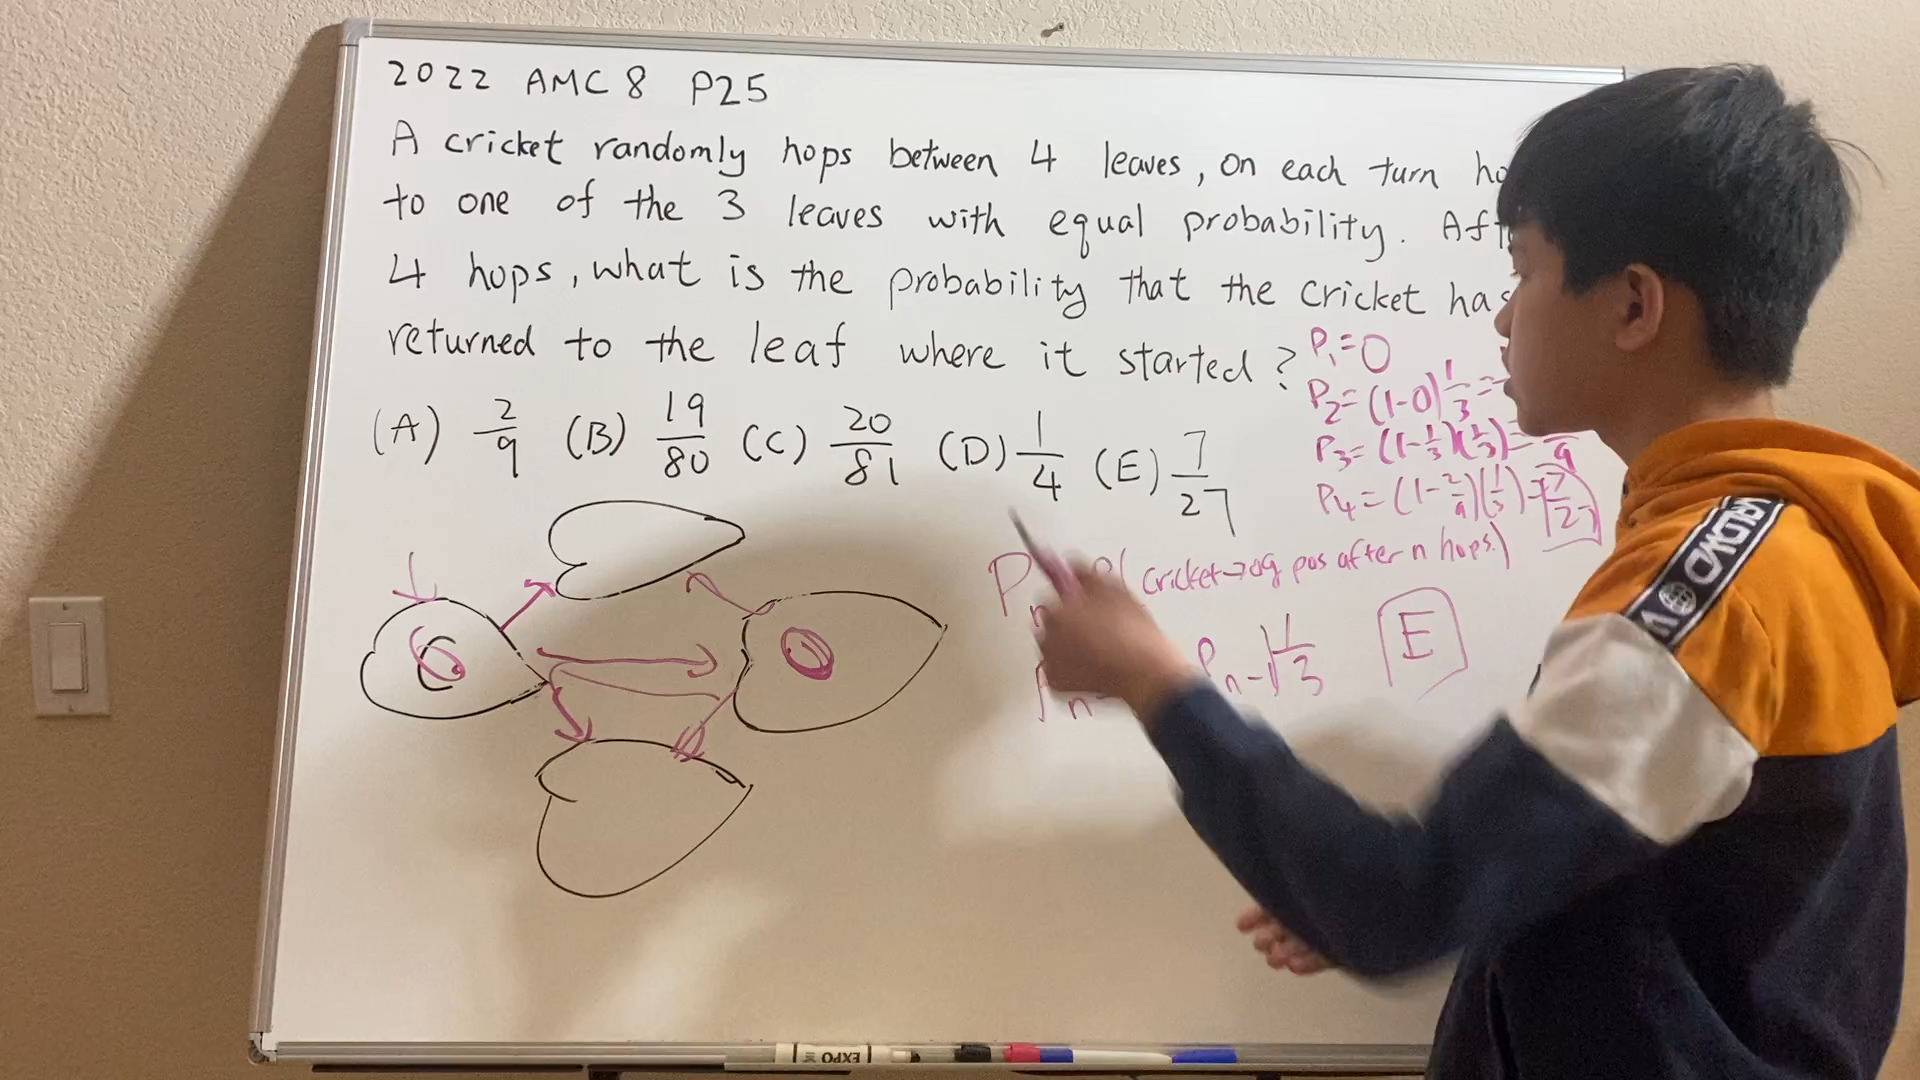 2022 AMC 8 P25
A cricket randomly hops between 4 leaves, on each turn
to one of the 3 leaves with equal probability.
4 hops, what is the probability that the cricket has
returned to the leaf where it started?
(A) 2/9 (B) 19/80 (C) 20/81 (D) 1/4 (E) 7/27
P₁=0
P₂=(1-0)1/3=
P₃=(1-1/3)(1/3)=
P₄=(1-2/9)(1/3)=7/27
Pn (cricket→og pos after n hops.)
Pn-1)1/3
E
EXPO